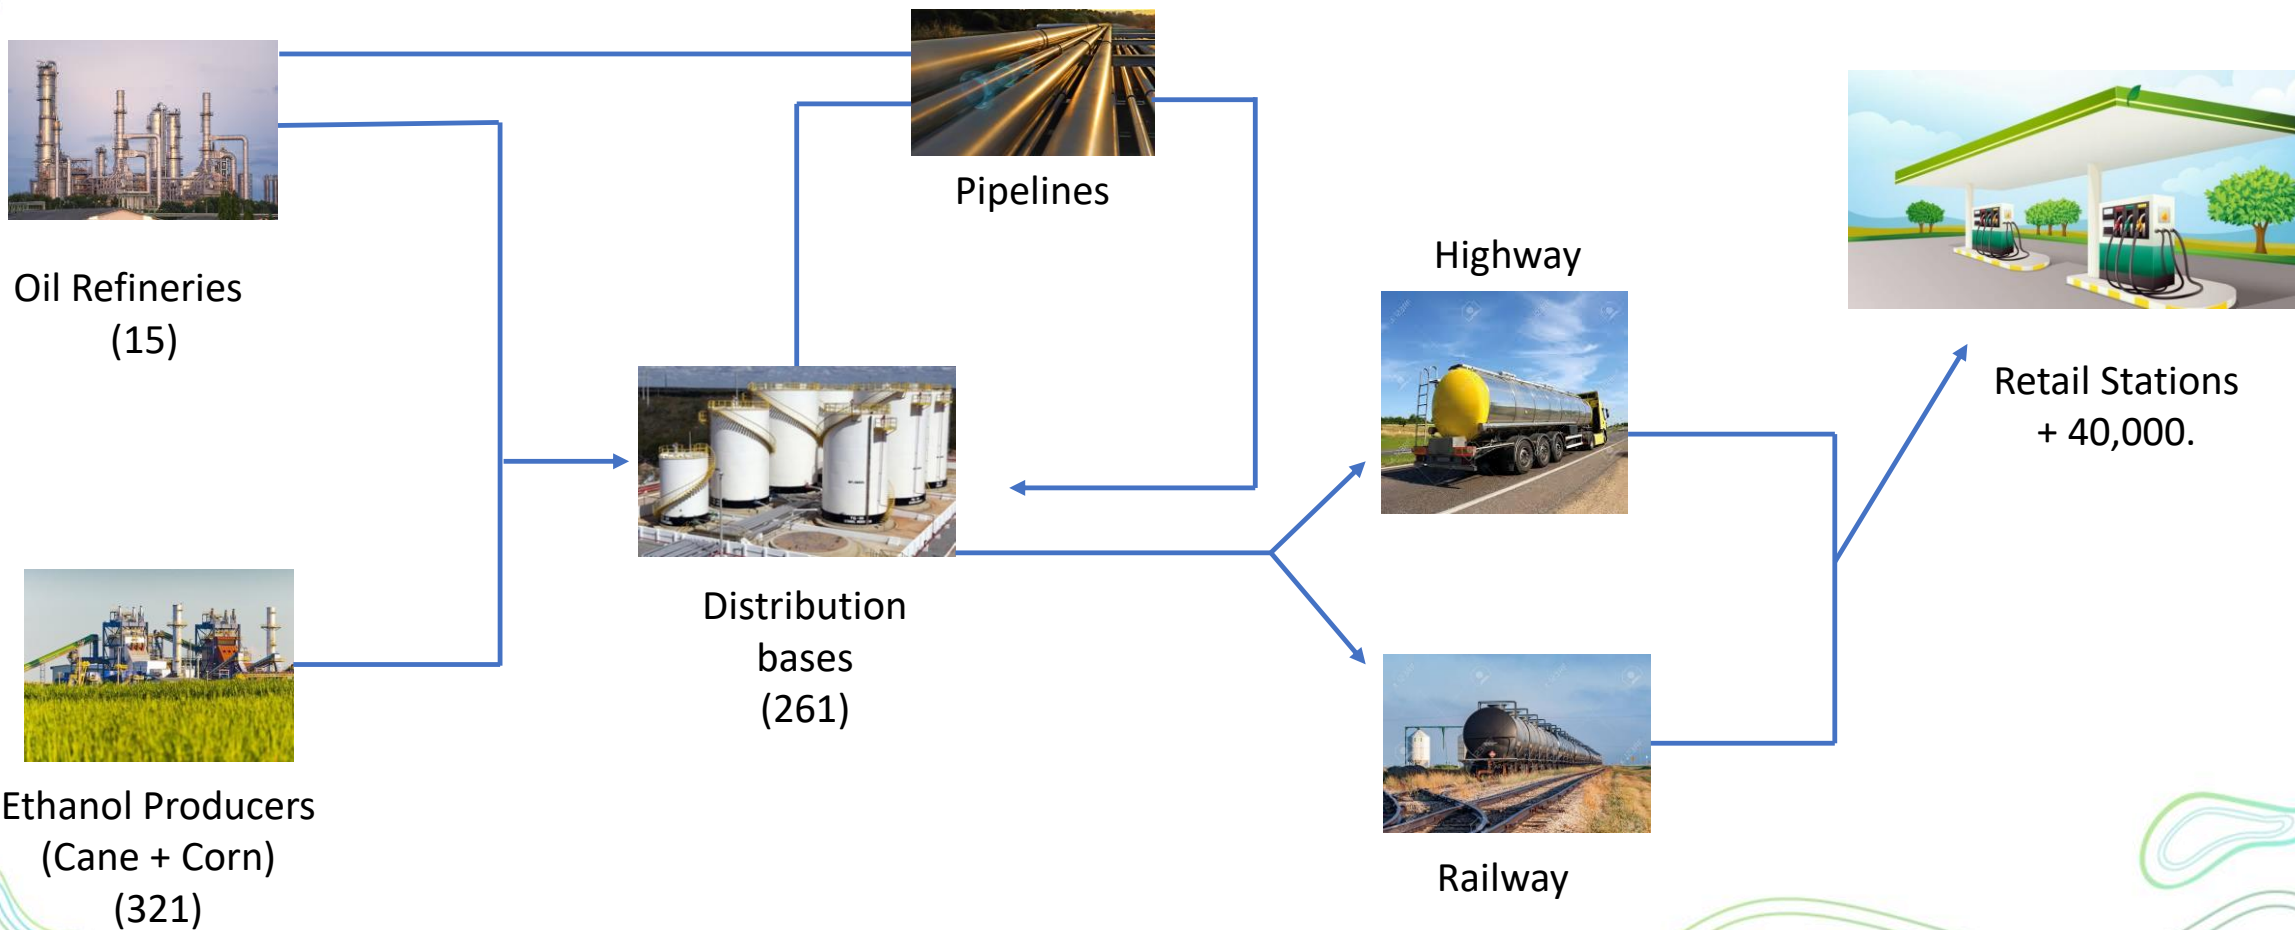 Oil Refineries
(15)
Ethanol Producers
(Cane + Corn)
(321)
Pipelines
Distribution
bases
(261)
Highway
Railway
Retail Stations
+ 40,000.